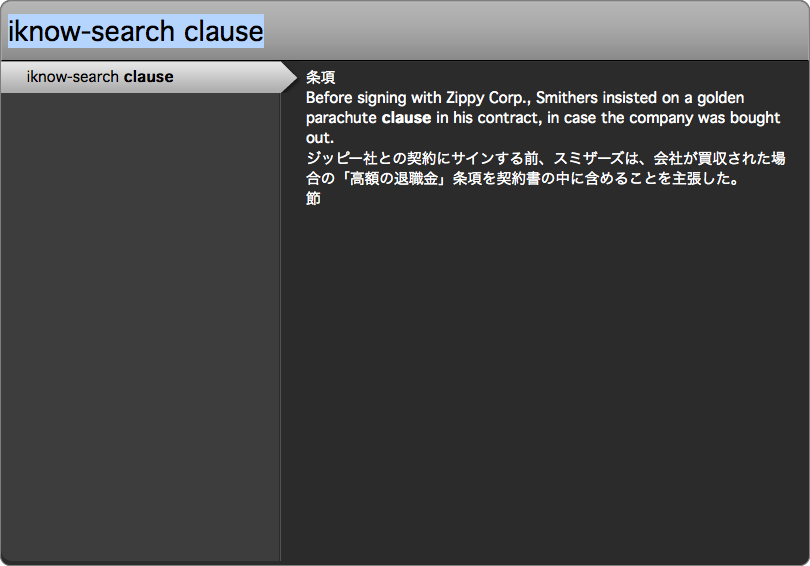 iknow-search clause
iknow-search clause
条項
Before signing with Zippy Corp., Smithers insisted on a golden
parachute clause in his contract, in case the company was bought
out.
ジッピー社との契約にサインする前、スミザーズは、会社が買収された場
合の「高額の退職金」条項を契約書の中に含めることを主張した。
節